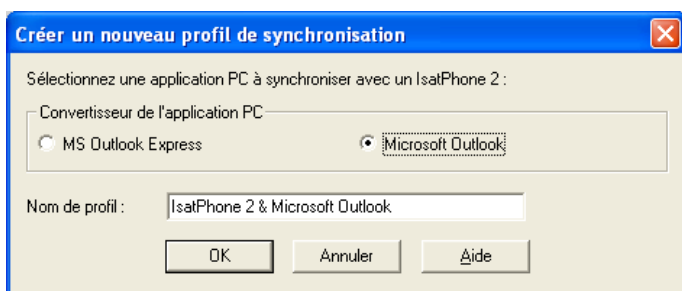 Créer un nouveau profil de synchronisation
Sélectionnez une application PC à synchroniser avec un IsatPhone 2 :
Convertisseur de l'application PC
MS Outlook Express Microsoft Outlook
Nom de profil : IsatPhone 2 & Microsoft Outlook
OK Annuler Aide